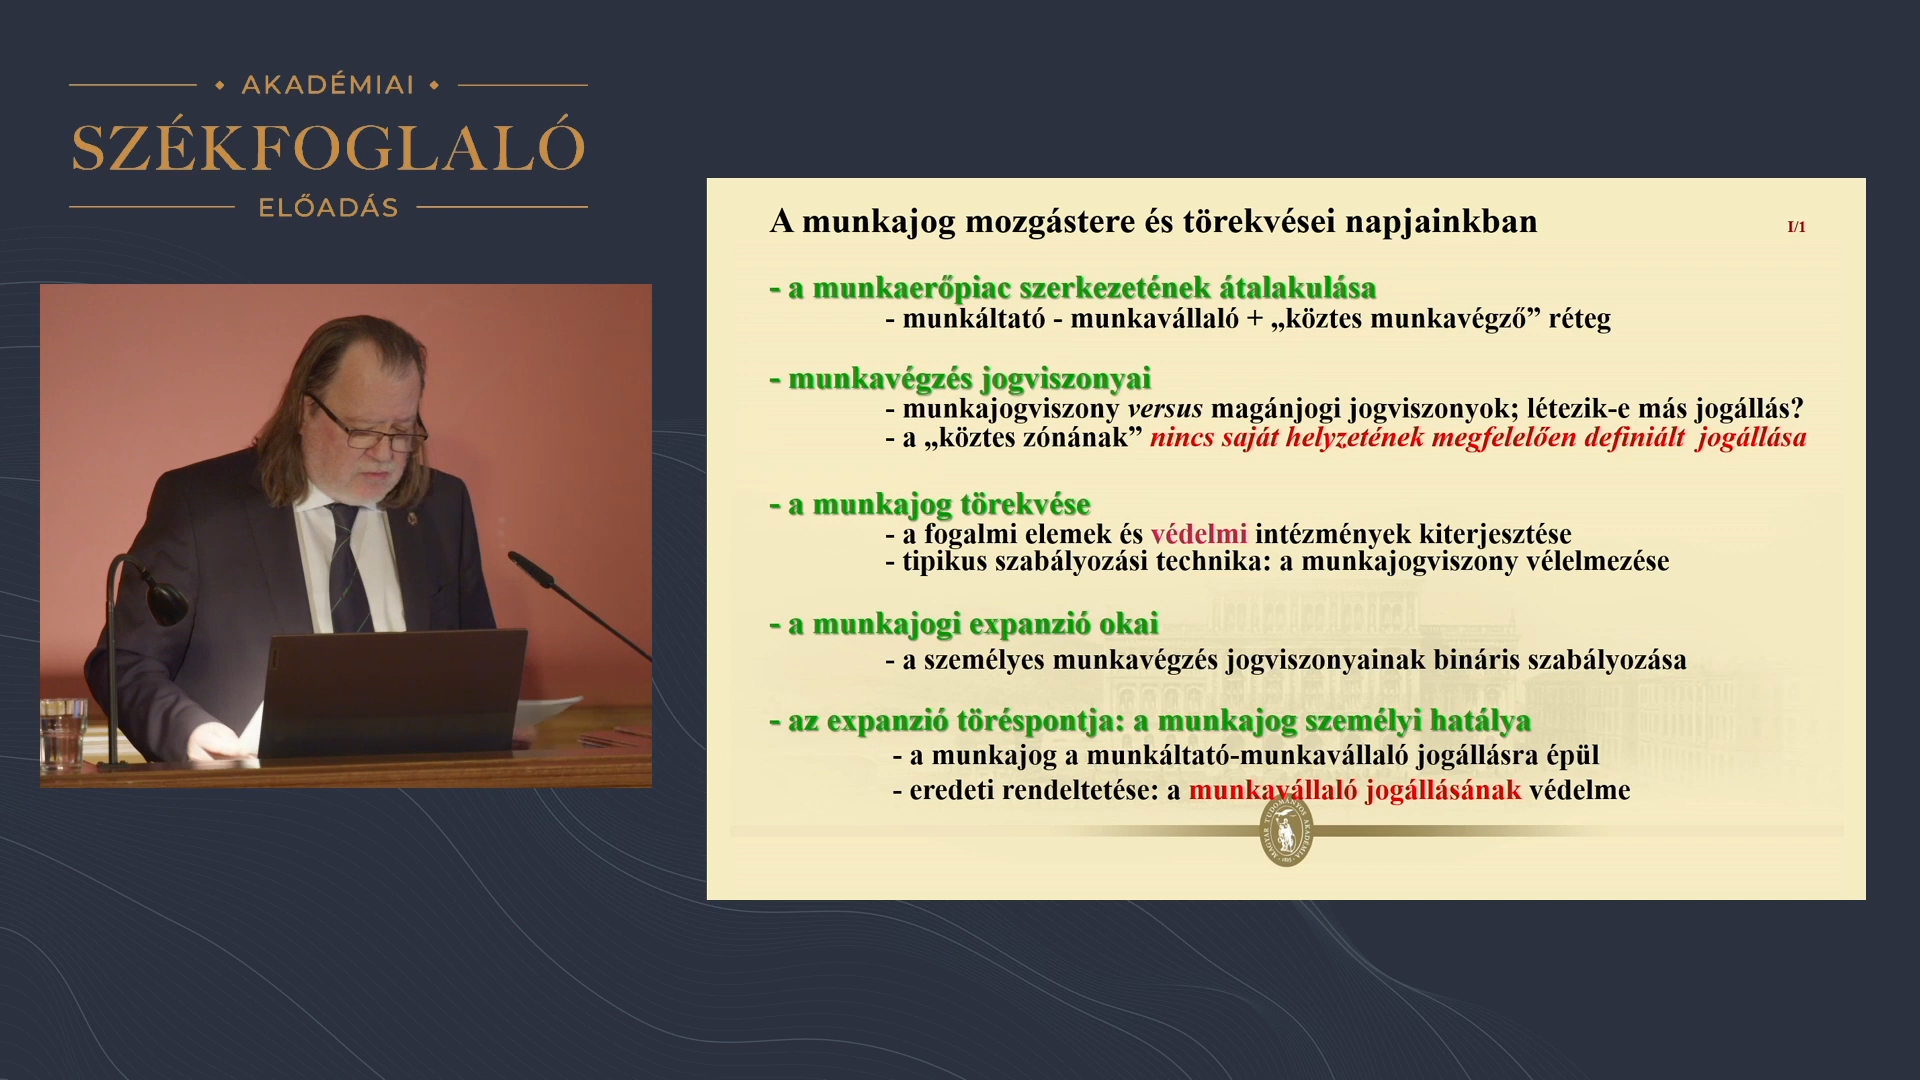 AKADÉMIAI
SZÉKFOGLALÓ
ELŐADÁS
A munkajog mozgástere és törekvései napjainkban
I/1
- a munkaerőpiac szerkezetének átalakulása
- munkáltató - munkavállaló + „köztes munkavégző” réteg
- munkavégzés jogviszonyai
- munkajogviszony versus magánjogi jogviszonyok; létezik-e más jogállás?
- a „köztes zónának” nincs saját helyzetének megfelelően definiált jogállása
- a munkajog törekvése
- a fogalmi elemek és védelmi intézmények kiterjesztése
- tipikus szabályozási technika: a munkajogviszony vélelmezése
- a munkajogi expanzió okai
- a személyes munkavégzés jogviszonyainak bináris szabályozása
- az expanzió töréspontja: a munkajog személyi hatálya
- a munkajog a munkáltató-munkavállaló jogállásra épül
- eredeti rendeltetése: a munkavállaló jogállásának védelme
MAGYAR TUDOMÁNYOS AKADÉMIA